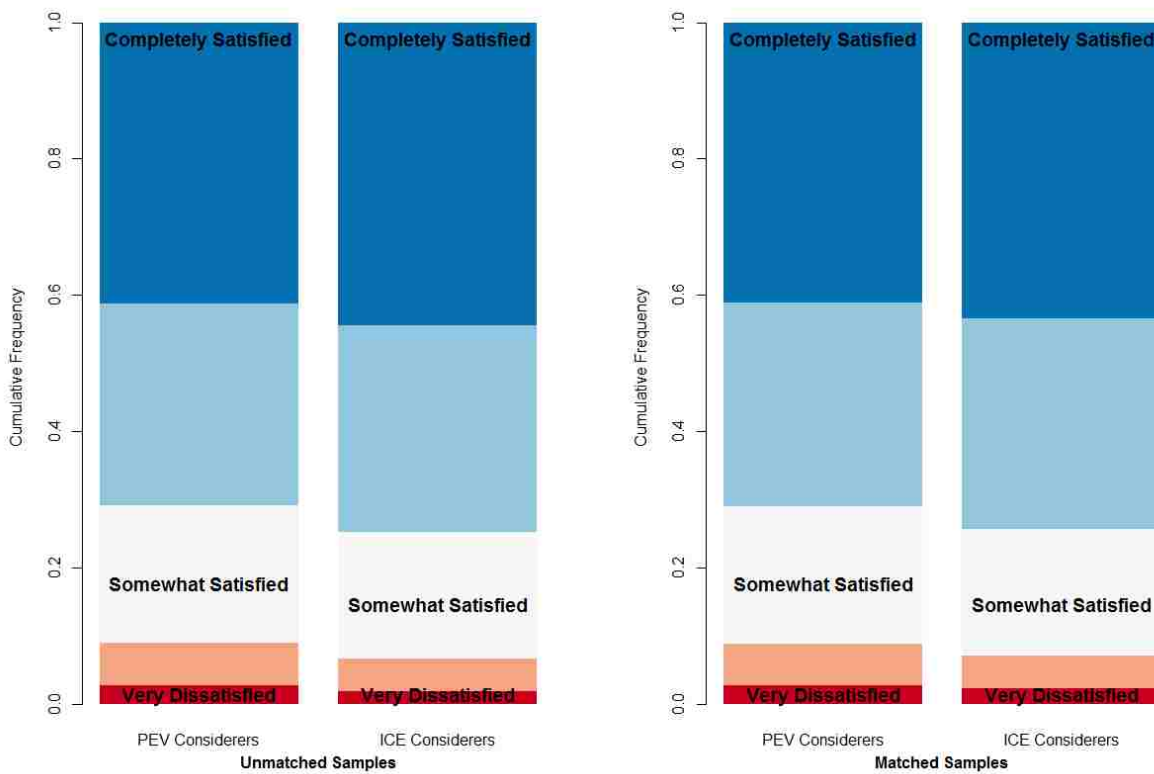 Cumulative Frequency
1.0
0.8
0.6
0.4
0.2
0.0
Completely Satisfied
Somewhat Satisfied
Very Dissatisfied
PEV Considerers
Completely Satisfied
Somewhat Satisfied
Very Dissatisfied
ICE Considerers
Unmatched Samples
Cumulative Frequency
1.0
0.8
0.6
0.4
0.2
0.0
Completely Satisfied
Somewhat Satisfied
Very Dissatisfied
PEV Considerers
Completely Satisfied
Somewhat Satisfied
Very Dissatisfied
ICE Considerers
Matched Samples